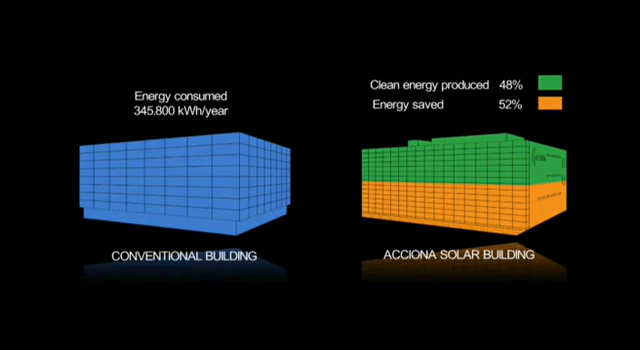 Energy consumed
345.800 kWh/year
CONVENTIONAL BUILDING
Clean energy produced 48%
Energy saved 52%
ACCIONA SOLAR BUILDING